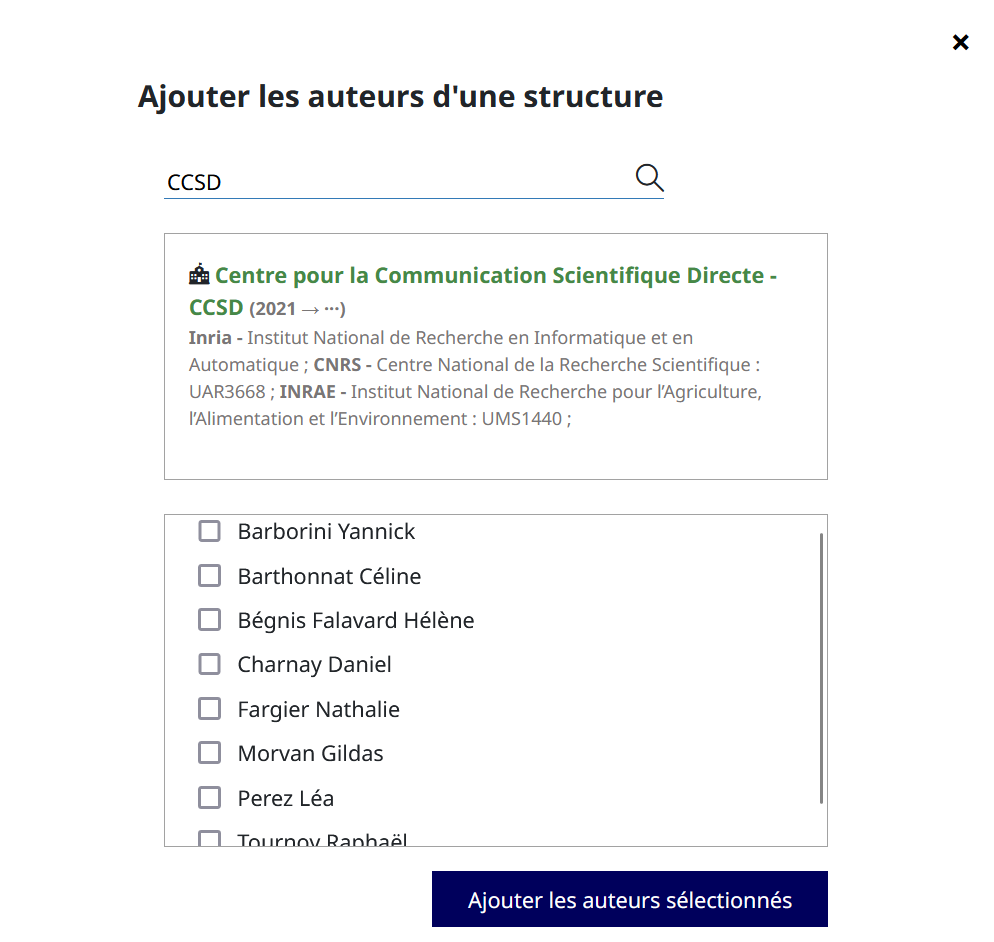 Ajouter les auteurs d'une structure
CCSD
Centre pour la Communication Scientifique Directe -
CCSD (2021 → ···)
Inria - Institut National de Recherche en Informatique et en
Automatique ; CNRS - Centre National de la Recherche Scientifique :
UAR3668 ; INRAE - Institut National de Recherche pour l’Agriculture,
l’Alimentation et l’Environnement : UMS1440 ;
Barborini Yannick
Barthonnat Céline
Bégnis Falavard Hélène
Charnay Daniel
Fargier Nathalie
Morvan Gildas
Perez Léa
Tournoy Raphaël
Ajouter les auteurs sélectionnés